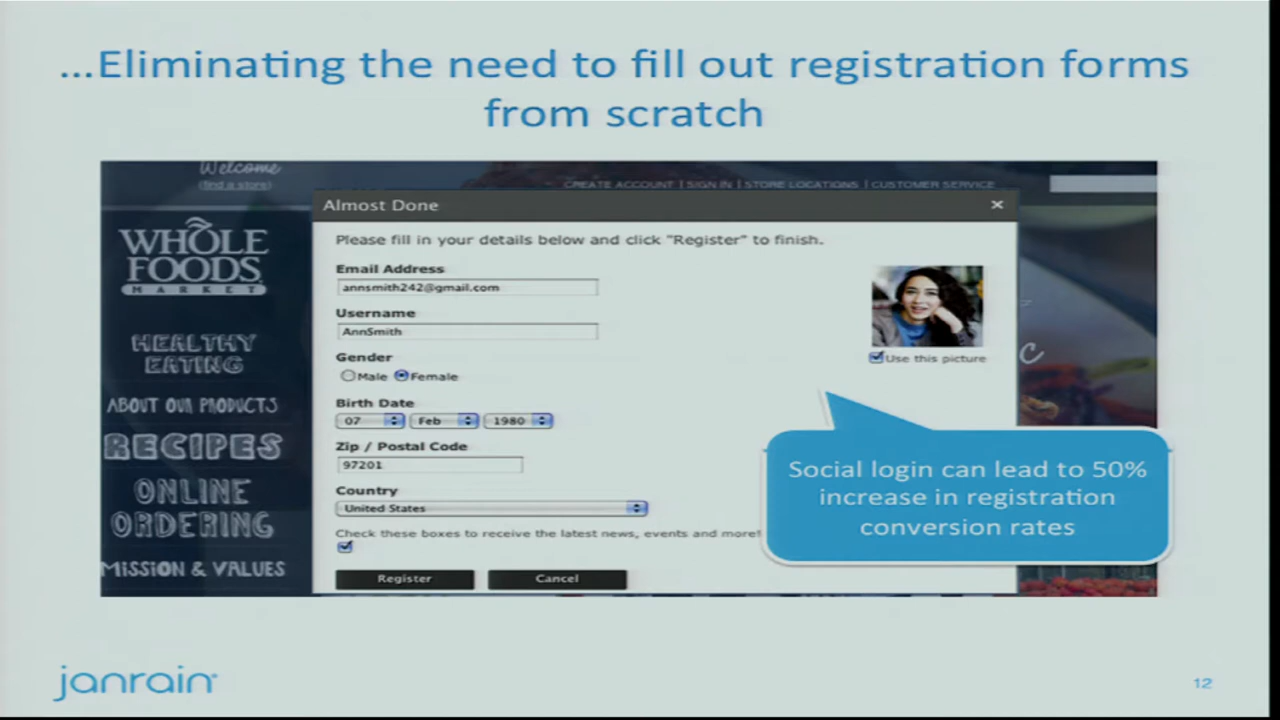 ...Eliminating the need to fill out registration forms
from scratch
Welcome
(find a store)
CREATE ACCOUNT | SIGN IN | STORE LOCATIONS | CUSTOMER SERVICE
Almost Done
×
Please fill in your details below and click "Register" to finish.
WHOLE
FOODS
MARKET
HEALTHY
EATING
ABOUT OUR PRODUCTS
RECIPES
ONLINE
ORDERING
MISSION & VALUES
Email Address
annsmith242@gmail.com
Username
AnnSmith
Gender
Male Female
Birth Date
07 Feb 1980
Zip / Postal Code
97201
Country
United States
Check these boxes to receive the latest news, events and more!
Register Cancel
Use this picture
Social login can lead to 50%
increase in registration
conversion rates
janrain
12